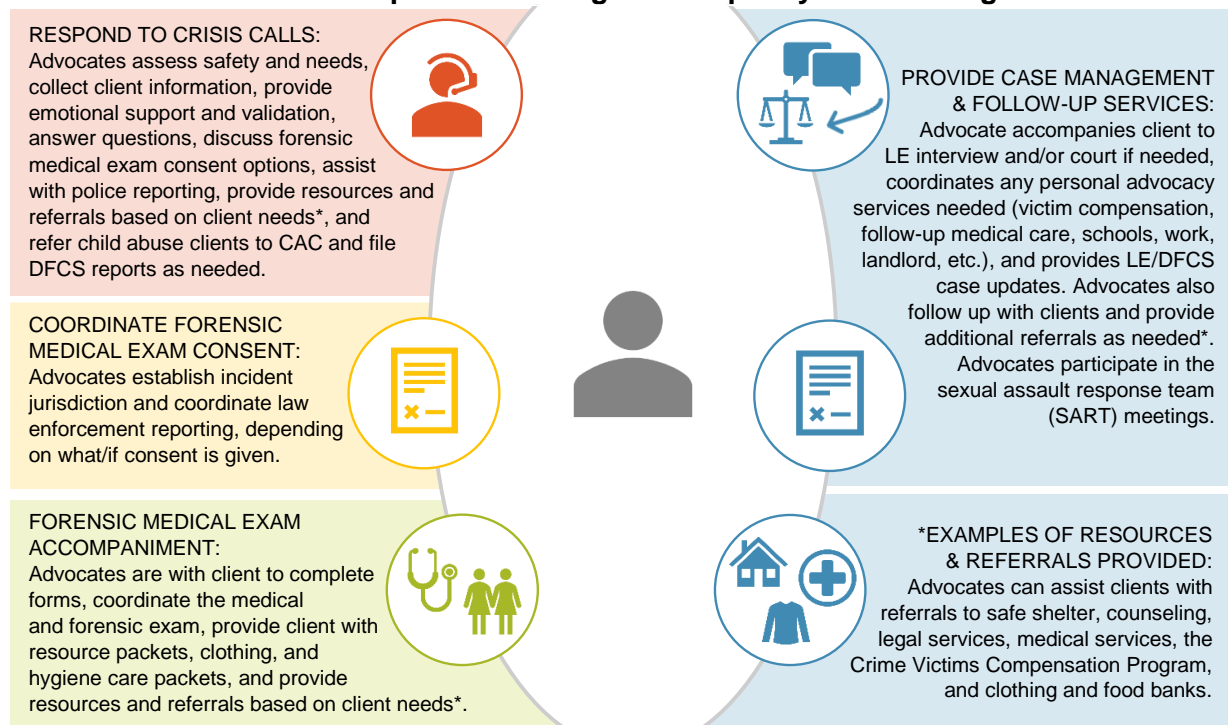 RESPOND TO CRISIS CALLS:
Advocates assess safety and needs,
collect client information, provide
emotional support and validation,
answer questions, discuss forensic
medical exam consent options, assist
with police reporting, provide resources and
referrals based on client needs*, and
refer child abuse clients to CAC and file
DFCS reports as needed.
COORDINATE FORENSIC
MEDICAL EXAM CONSENT:
Advocates establish incident
jurisdiction and coordinate law
enforcement reporting, depending
on what/if consent is given.
FORENSIC MEDICAL EXAM
ACCOMPANIMENT:
Advocates are with client to complete
forms, coordinate the medical
and forensic exam, provide client with
resource packets, clothing, and
hygiene care packets, and provide
resources and referrals based on client needs*.
PROVIDE CASE MANAGEMENT
& FOLLOW-UP SERVICES:
Advocate accompanies client to
LE interview and/or court if needed,
coordinates any personal advocacy
services needed (victim compensation,
follow-up medical care, schools, work,
landlord, etc.), and provides LE/DFCS
case updates. Advocates also
follow up with clients and provide
additional referrals as needed*.
Advocates participate in the
sexual assault response team
(SART) meetings.
*EXAMPLES OF RESOURCES
& REFERRALS PROVIDED:
Advocates can assist clients with
referrals to safe shelter, counseling,
legal services, medical services, the
Crime Victims Compensation Program,
and clothing and food banks.